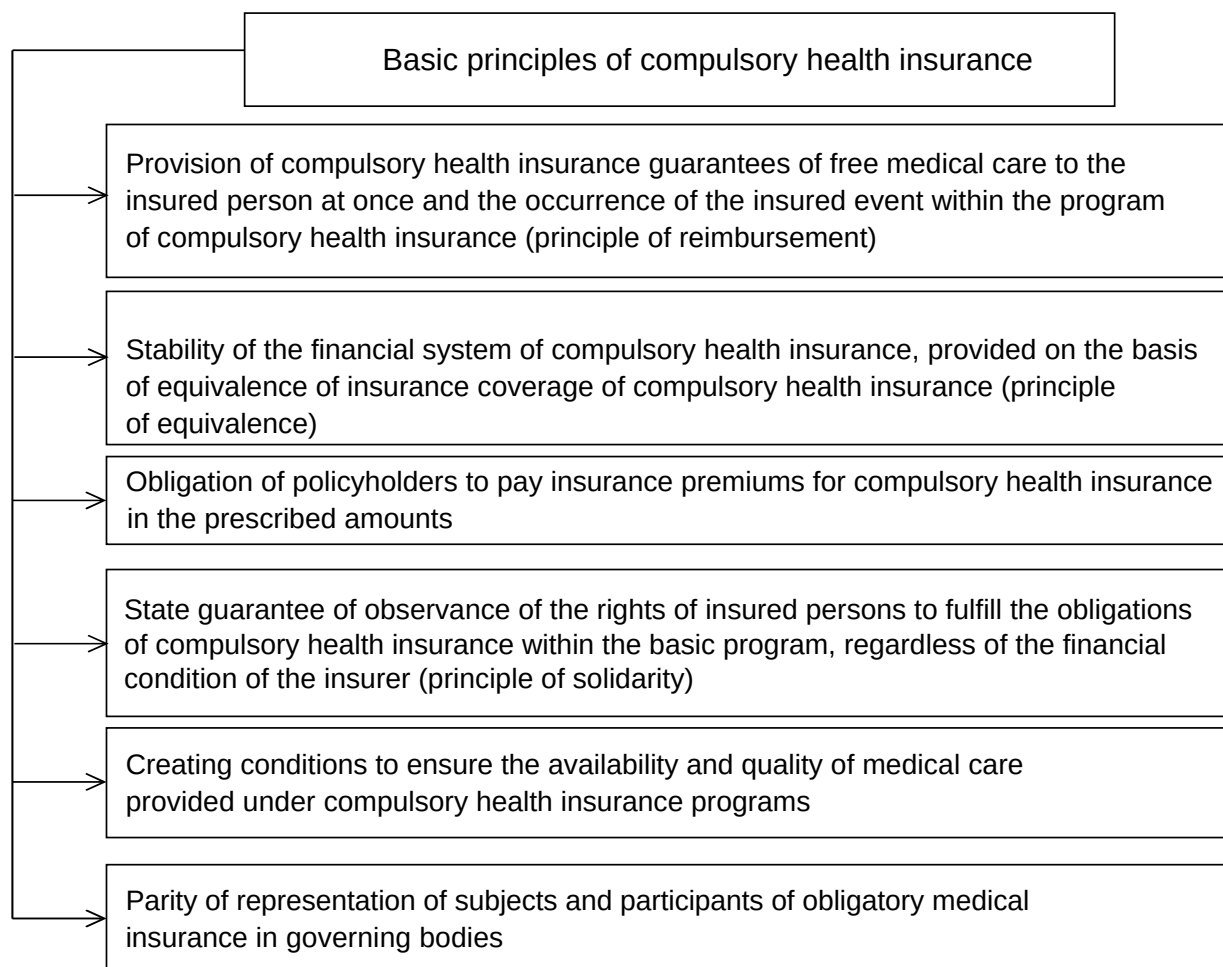 Basic principles of compulsory health insurance
Provision of compulsory health insurance guarantees of free medical care to the
insured person at once and the occurrence of the insured event within the program
of compulsory health insurance (principle of reimbursement)
Stability of the financial system of compulsory health insurance, provided on the basis
of equivalence of insurance coverage of compulsory health insurance (principle
of equivalence)
Obligation of policyholders to pay insurance premiums for compulsory health insurance
in the prescribed amounts
State guarantee of observance of the rights of insured persons to fulfill the obligations
of compulsory health insurance within the basic program, regardless of the financial
condition of the insurer (principle of solidarity)
Creating conditions to ensure the availability and quality of medical care
provided under compulsory health insurance programs
Parity of representation of subjects and participants of obligatory medical
insurance in governing bodies